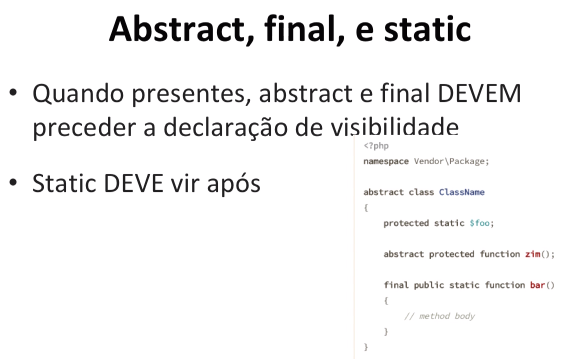 Abstract, final, e static
• Quando presentes, abstract e final DEVEM
preceder a declaração de visibilidade
• Static DEVE vir após
<?php
namespace Vendor\Package;
abstract class ClassName
{
protected static $foo;
abstract protected function zim();
final public static function bar()
{
// method body
}
}